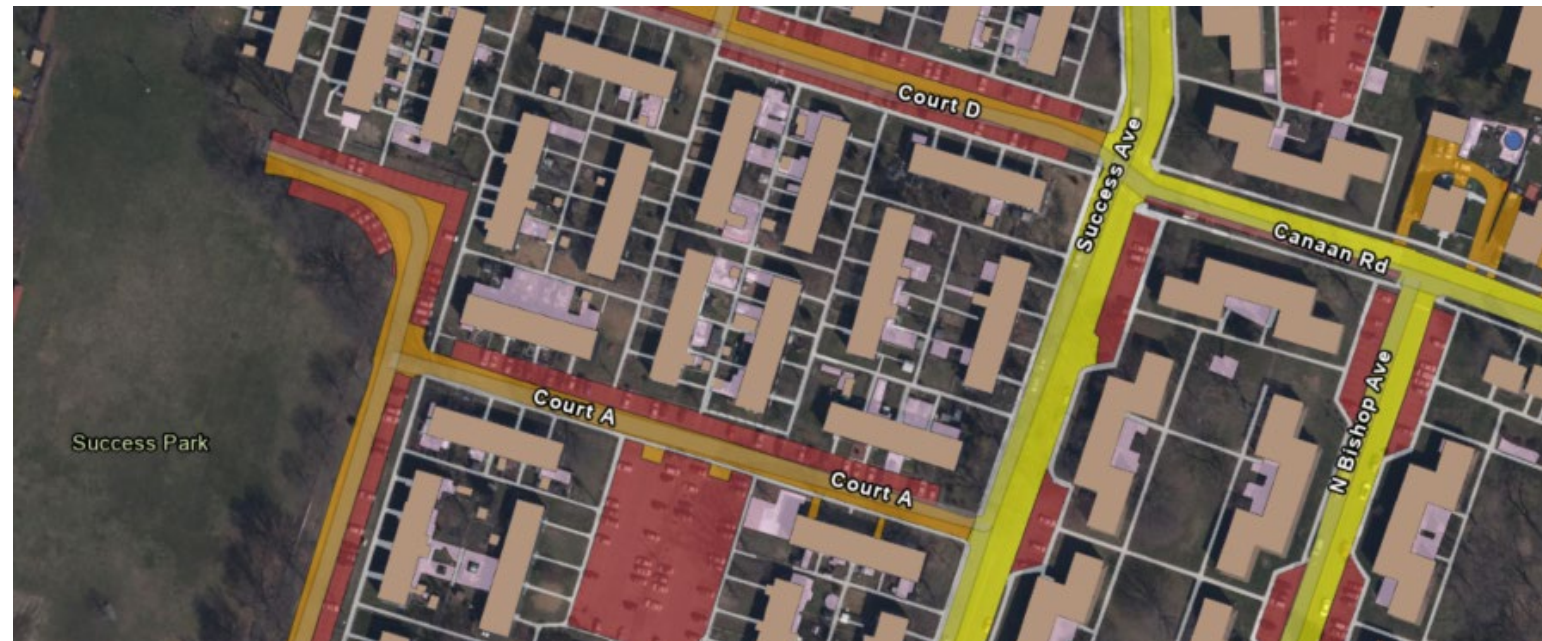 Court D
Success Ave
Canaan Rd
Court A
N Bishop Ave
Success Park
Court A